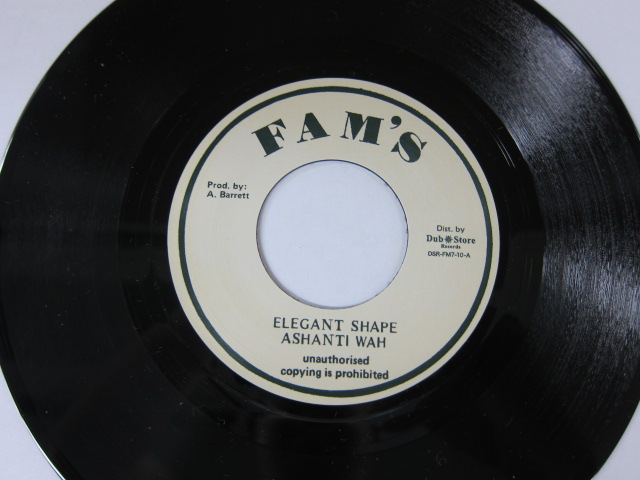 FAM'S
Prod. by:
A. Barrett
Dist. by
Dub Store
Records
DSR-FM7-10-A
ELEGANT SHAPE
ASHANTI WAH
unauthorised
copying is prohibited